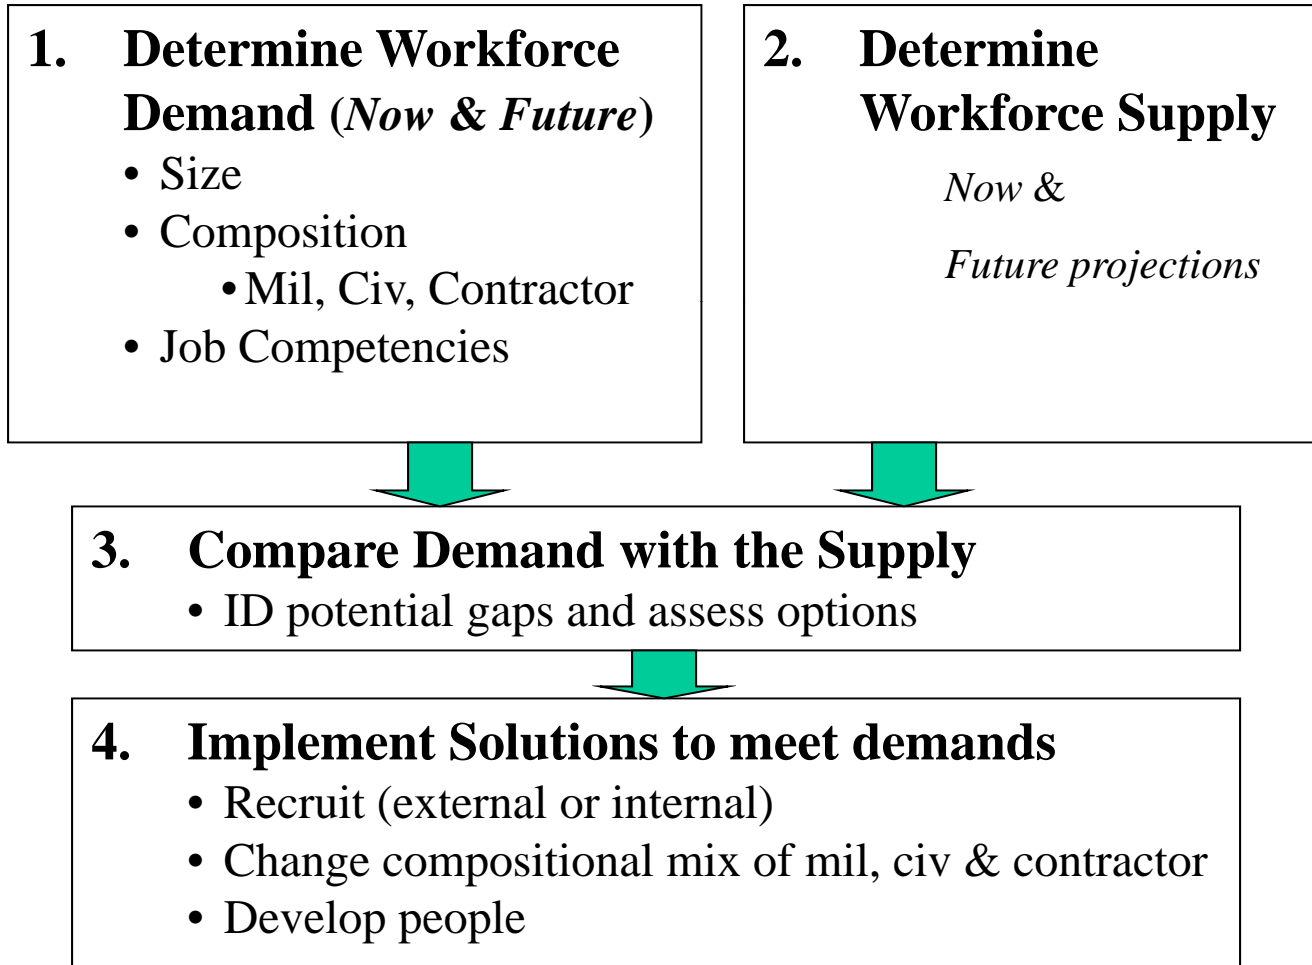 1. Determine Workforce
Demand (Now & Future)
• Size
• Composition
• Mil, Civ, Contractor
• Job Competencies
2. Determine
Workforce Supply
Now &
Future projections
3. Compare Demand with the Supply
• ID potential gaps and assess options
4. Implement Solutions to meet demands
• Recruit (external or internal)
• Change compositional mix of mil, civ & contractor
• Develop people